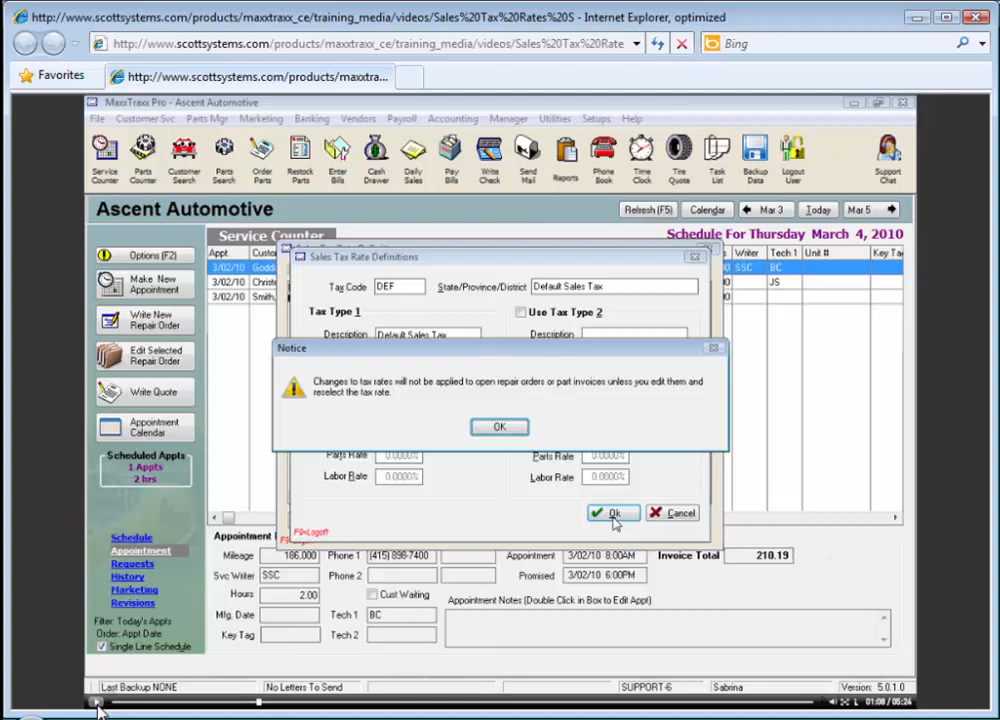 http://www.scottsystems.com/products/maxxtraxx_ce/training_media/videos/Sales%20Tax%20Rates%20S - Internet Explorer, optimized
http://www.scottsystems.com/products/maxxtraxx_ce/training_media/videos/Sales%20Tax%20Rate
Bing
Favorites
http://www.scottsystems.com/products/maxxtra...
MaxxTraxx Pro - Ascent Automotive
File Customer Svc Parts Mgr Marketing Banking Vendors Payroll Accounting Manager Utilities Setups Help
Service Counter
Parts Counter
Customer Search
Parts Search
Order Parts
Restock Parts
Enter Bills
Cash Drawer
Daily Sales
Pay Bills
Write Check
Send Mail
Reports
Phone Book
Time Clock
Tire Quote
Task List
Backup Data
Logout User
Support Chat
Ascent Automotive
Refresh (F5) Calendar Mar 3 Today Mar 5
Service Counter
Schedule For Thursday March 4, 2010
Options (F2)
Make New Appointment
Write New Repair Order
Edit Selected Repair Order
Write Quote
Appointment Calendar
Scheduled Appts
1 Appts
2 hrs
Schedule
Appointment
Requests
History
Marketing
Revisions
Filter: Today's Appts
Order: Appt Date
Single Line Schedule
Appt. Custo Writer Tech 1 Unit # Key Ta
3/02/10 Godd SSC BC
3/02/10 Christe JS
3/02/10 Smith,
Sales Tax Rate Definitions
Tax Code DEF State/Province/District Default Sales Tax
Tax Type 1 Use Tax Type 2
Description Default Sales Tax Description
Notice
Changes to tax rates will not be applied to open repair orders or part invoices unless you edit them and
reselect the tax rate.
OK
Parts Rate 0.0000% Parts Rate 0.0000%
Labor Rate 0.0000% Labor Rate 0.0000%
Ok Cancel
F9=Logoff
Appointment
Mileage 186,000 Phone 1 (415) 898-7400 Appointment 3/02/10 8:00AM Invoice Total 210.19
Svc Writer SSC Phone 2 Promised 3/02/10 6:00PM
Hours 2.00 Cust Waiting Appointment Notes (Double Click in Box to Edit Appt)
Mfg. Date Tech 1 BC
Key Tag Tech 2
Last Backup NONE No Letters To Send SUPPORT-6 Sabrina Version: 5.0.1.0
01:08 / 05:24